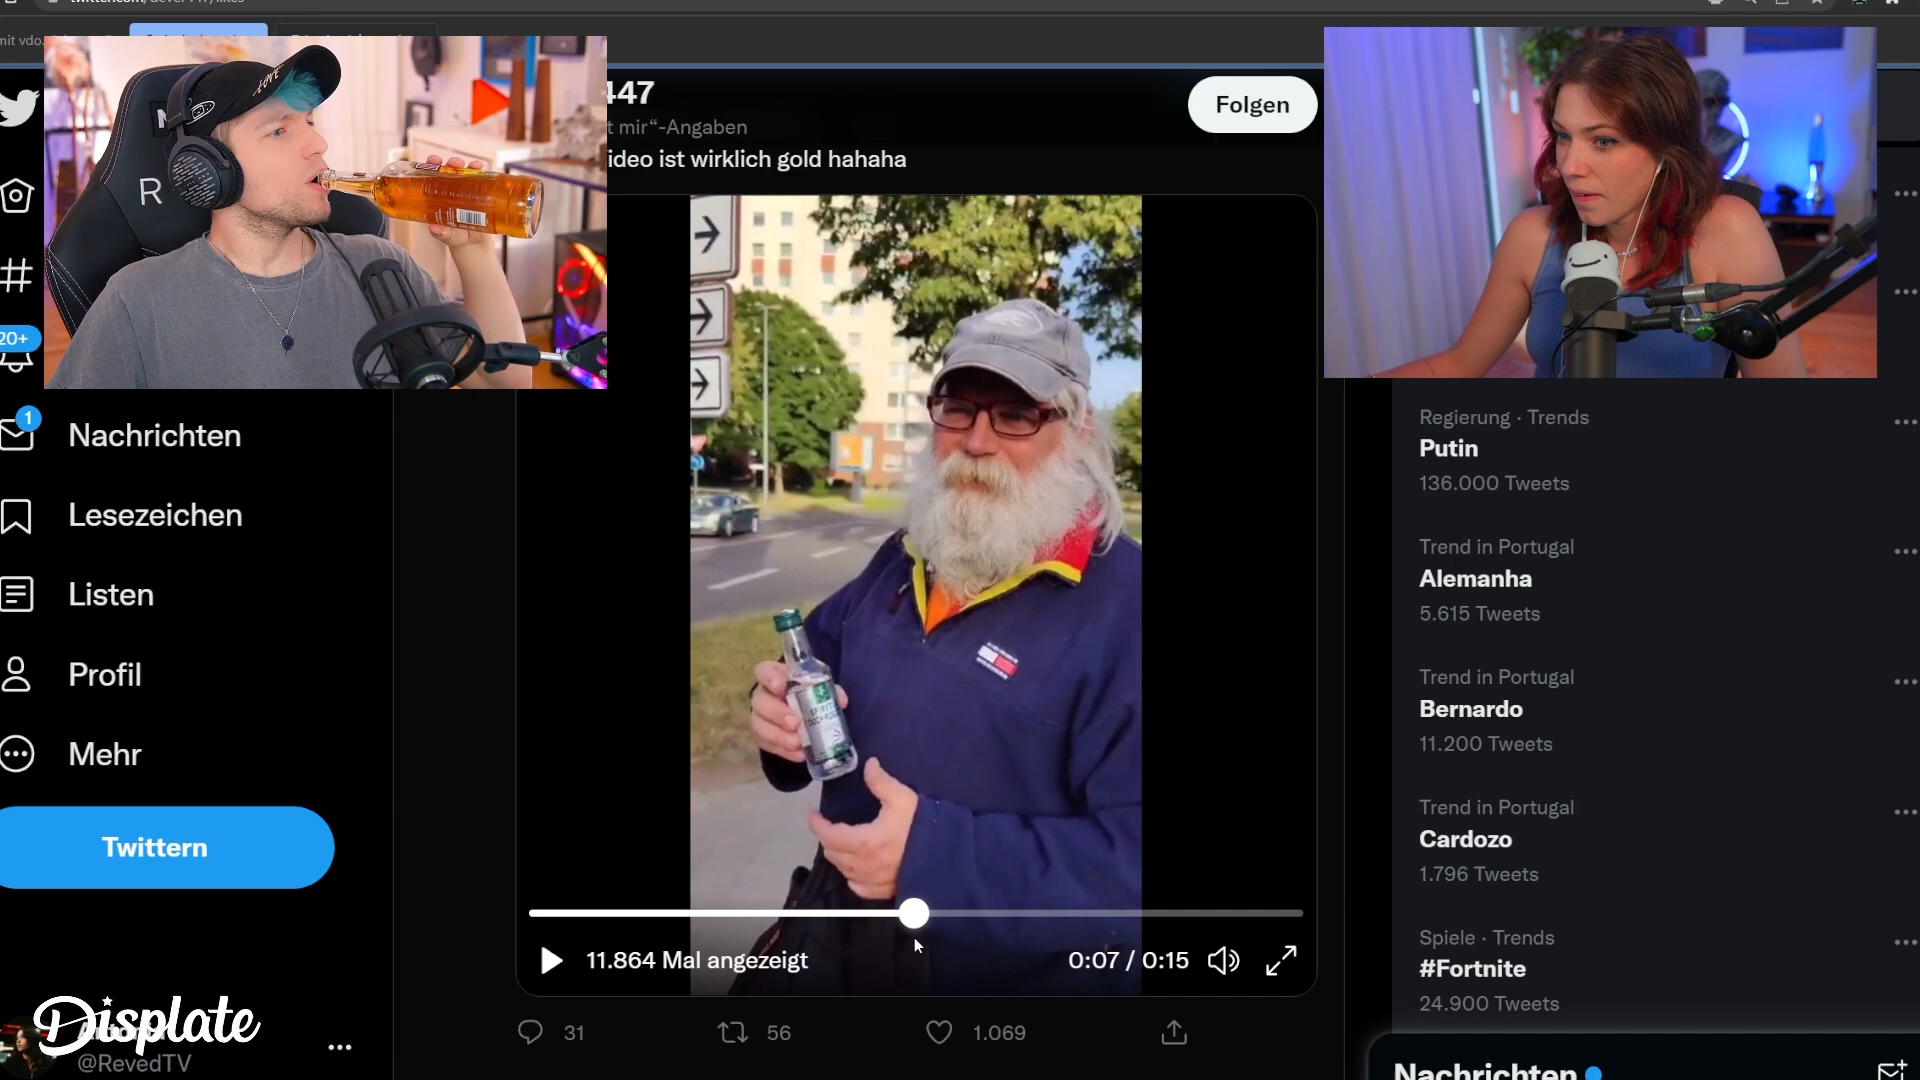 447
Folgen
t mir“-Angaben
ideo ist wirklich gold hahaha
20+
1
Nachrichten
Lesezeichen
Listen
Profil
Mehr
Twittern
Displate
@RevedTV
11.864 Mal angezeigt
0:07 / 0:15
31
56
1.069
Regierung · Trends
Putin
136.000 Tweets
Trend in Portugal
Alemanha
5.615 Tweets
Trend in Portugal
Bernardo
11.200 Tweets
Trend in Portugal
Cardozo
1.796 Tweets
Spiele · Trends
#Fortnite
24.900 Tweets
Nachrichten